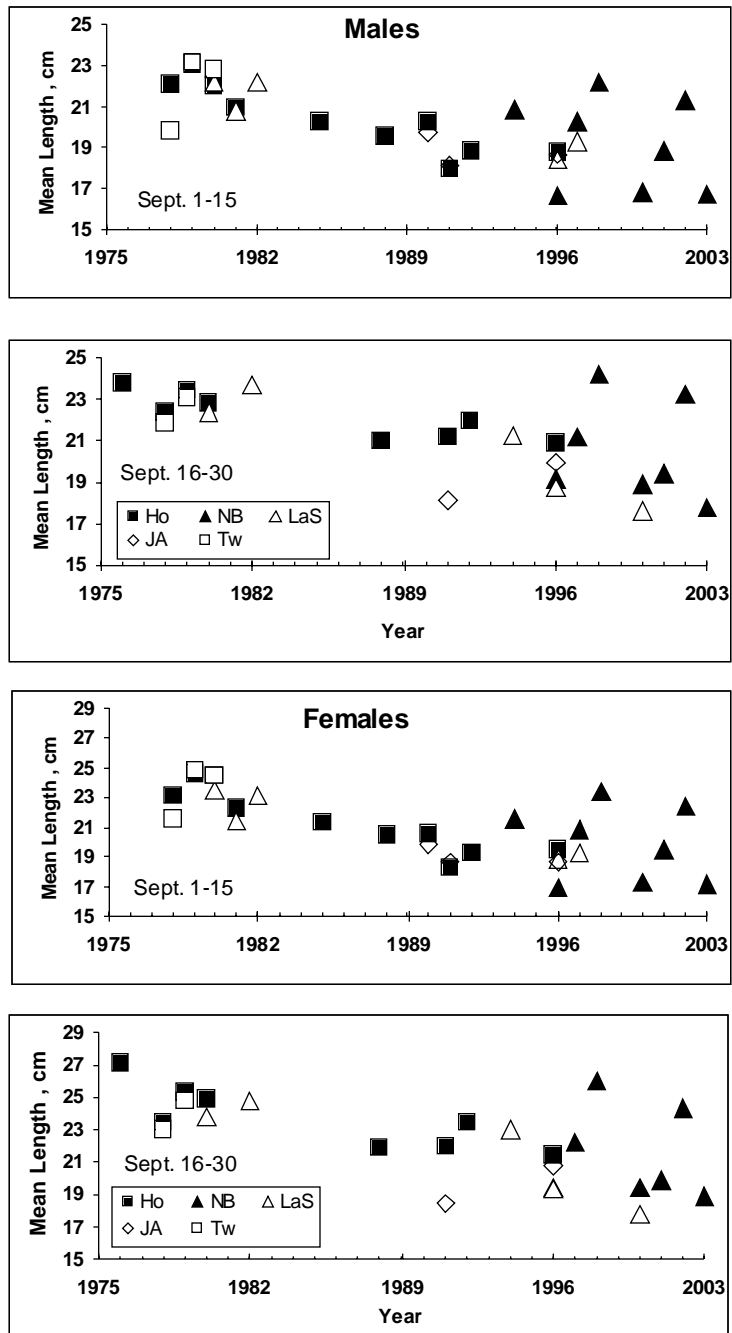 Males
25
23
21
19
17
15
Mean Length , cm
Sept. 1-15
1975 1982 1989 1996 2003
25
23
21
19
17
15
Mean Length , cm
Sept. 16-30
Ho NB LaS
JA Tw
1975 1982 1989 1996 2003
Year
Females
29
27
25
23
21
19
17
15
Mean Length , cm
Sept. 1-15
1975 1982 1989 1996 2003
29
27
25
23
21
19
17
15
Mean Length , cm
Sept. 16-30
Ho NB LaS
JA Tw
1975 1982 1989 1996 2003
Year